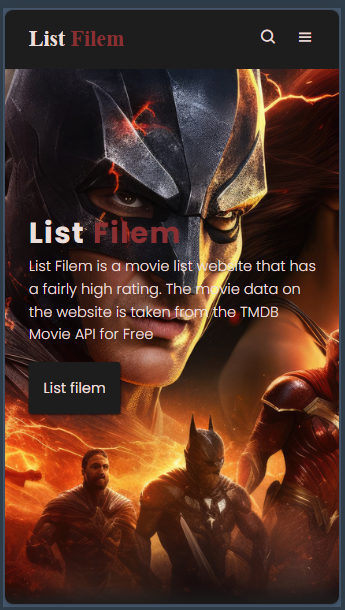 List Filem
List Filem
List Filem is a movie list website that has
a fairly high rating. The movie data on
the website is taken from the TMDB
Movie API for Free
List filem